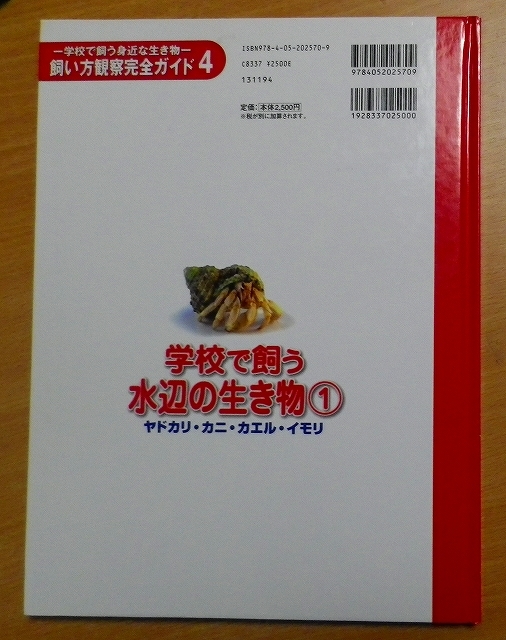 ー学校で飼う身近な生き物ー
飼い方観察完全ガイド4
ISBN978-4-05-202570-9
C8337 ¥2500E
131194
定価：本体2,500円
※税が別に加算されます。
9784052025709
1928337025000
学校で飼う
水辺の生き物①
ヤドカリ・カニ・カエル・イモリ